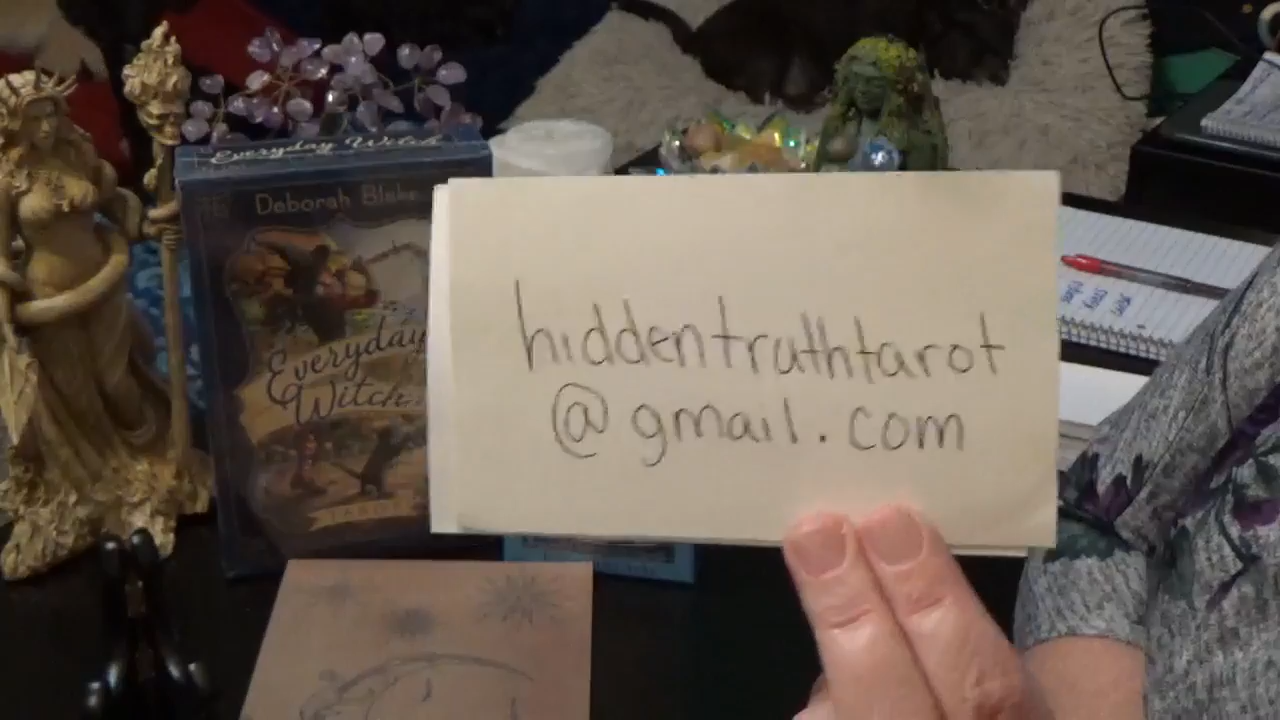 Everyday Witch
Deborah Blake
Everyday
Witch
hiddentruthtarot
@gmail.com